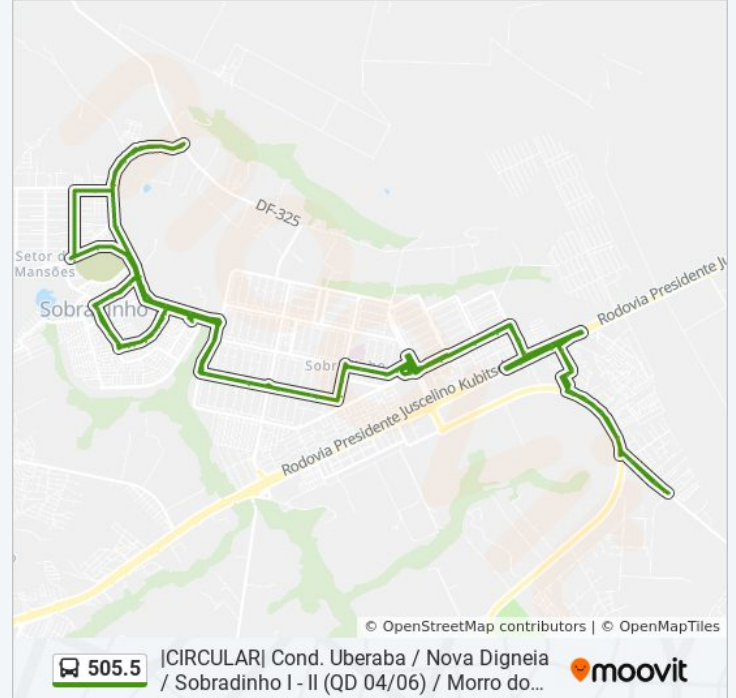 DF-325
Setor d
Mansões
Sobradinho
Rodovia Presidente Ju
Sobradinho
Rodovia Presidente Juscelino Kubits
© OpenStreetMap contributors | © OpenMapTiles
505.5
|CIRCULAR| Cond. Uberaba / Nova Digneia
/ Sobradinho I - II (QD 04/06) / Morro do...
moovit